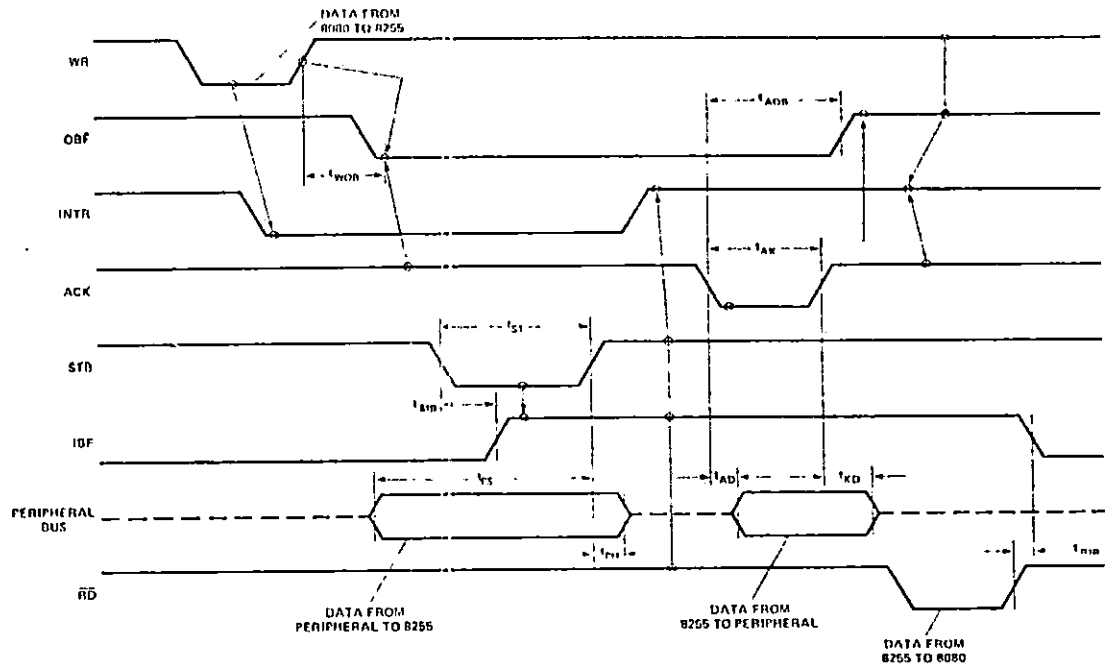 DATA FROM
8080 TO 8255
WR
tAOB
OBF
tWOB
INTR
tAK
ACK
tST
STB
tSIB
IBF
tPS
tAD
tKD
PERIPHERAL
BUS
tPH
tRIB
RD
DATA FROM
PERIPHERAL TO 8255
DATA FROM
8255 TO PERIPHERAL
DATA FROM
8255 TO 8080